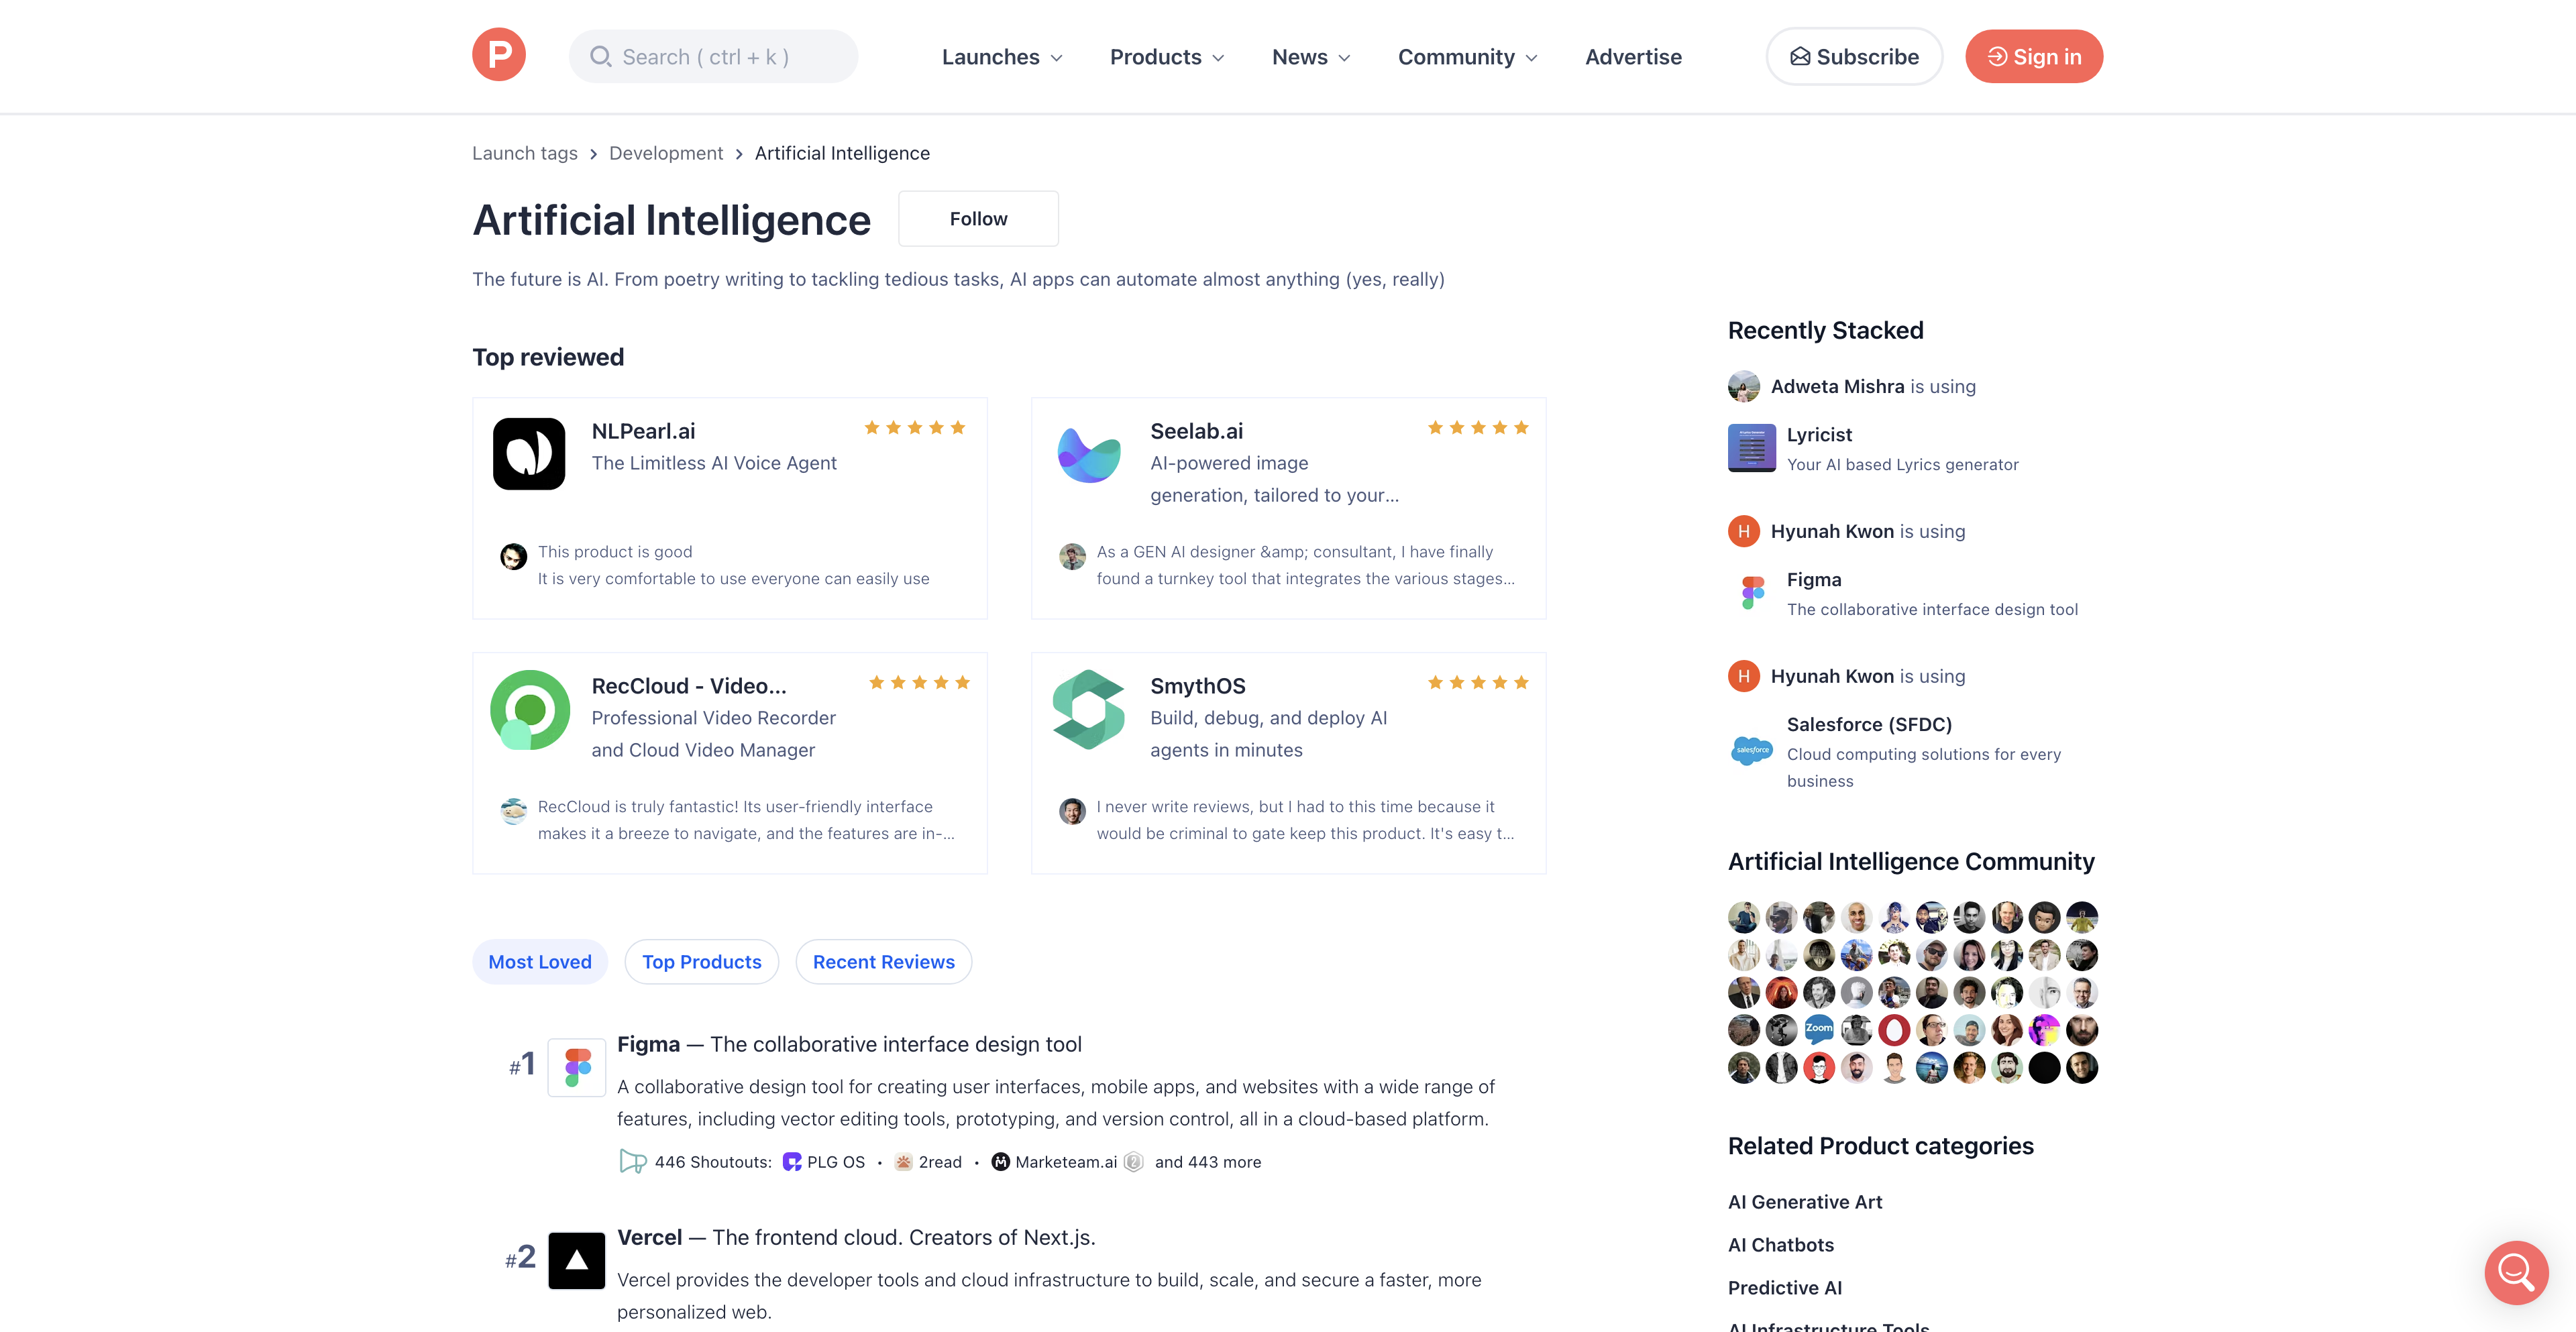 P
Search ( ctrl + k )
Launches
Products
News
Community
Advertise
Subscribe
Sign in
Launch tags
Development
Artificial Intelligence
Artificial Intelligence
Follow
The future is AI. From poetry writing to tackling tedious tasks, AI apps can automate almost anything (yes, really)
Top reviewed
NLPearl.ai
The Limitless AI Voice Agent
This product is good
It is very comfortable to use everyone can easily use
Seelab.ai
AI-powered image
generation, tailored to your...
As a GEN AI designer &amp; consultant, I have finally
found a turnkey tool that integrates the various stages...
RecCloud - Video...
Professional Video Recorder
and Cloud Video Manager
RecCloud is truly fantastic! Its user-friendly interface
makes it a breeze to navigate, and the features are in-...
SmythOS
Build, debug, and deploy AI
agents in minutes
I never write reviews, but I had to this time because it
would be criminal to gate keep this product. It's easy t...
Most Loved
Top Products
Recent Reviews
#1
Figma — The collaborative interface design tool
A collaborative design tool for creating user interfaces, mobile apps, and websites with a wide range of
features, including vector editing tools, prototyping, and version control, all in a cloud-based platform.
446 Shoutouts: PLG OS • 2read • Marketeam.ai and 443 more
#2
Vercel — The frontend cloud. Creators of Next.js.
Vercel provides the developer tools and cloud infrastructure to build, scale, and secure a faster, more
personalized web.
Recently Stacked
Adweta Mishra is using
Lyricist
Your AI based Lyrics generator
H
Hyunah Kwon is using
Figma
The collaborative interface design tool
H
Hyunah Kwon is using
Salesforce (SFDC)
salesforce
Cloud computing solutions for every
business
Artificial Intelligence Community
Zoom
Related Product categories
AI Generative Art
AI Chatbots
Predictive AI
AI Infrastructure Tools